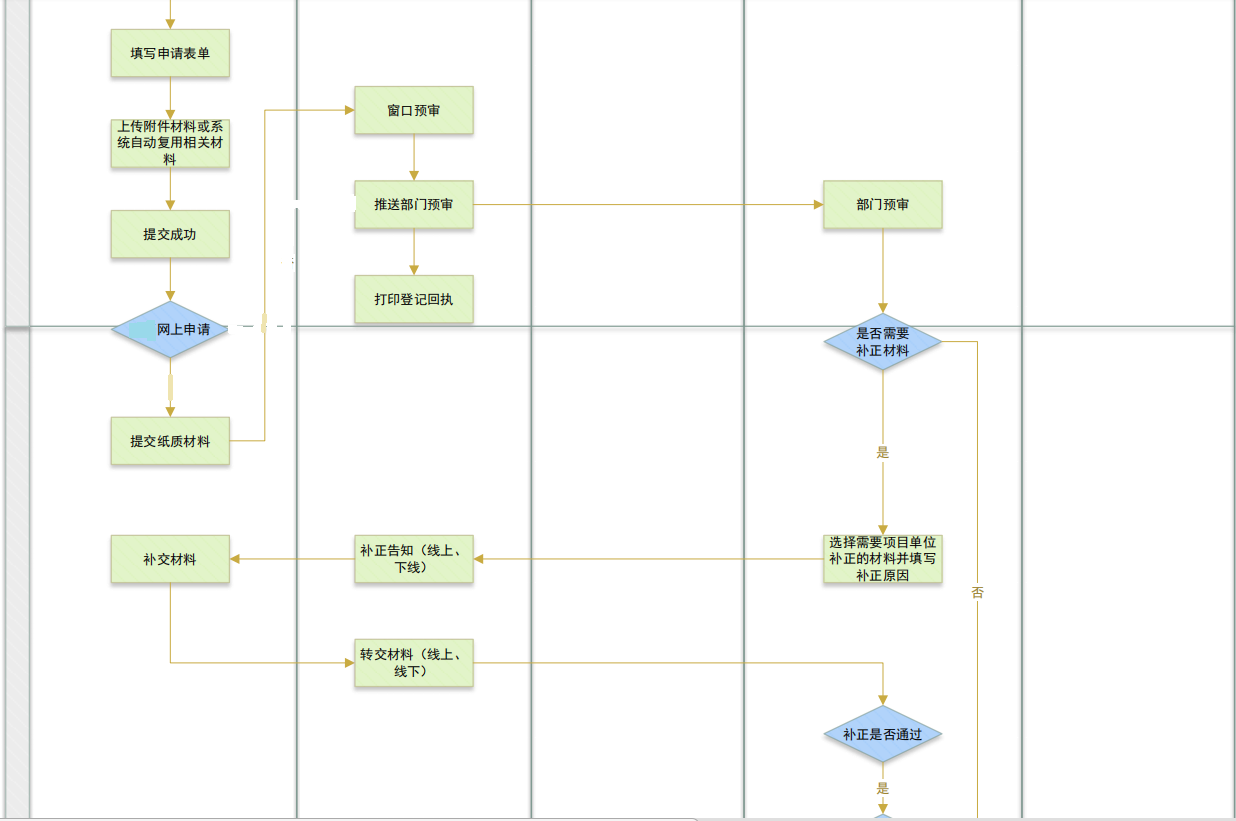 填写申请表单
上传附件材料或系
统自动复用相关材
料
提交成功
网上申请
提交纸质材料
窗口预审
推送部门预审
打印登记回执
部门预审
是否需要
补正材料
是
选择需要项目单位
补正的材料并填写
补正原因
否
补正告知（线上、
下线）
补交材料
转交材料（线上、
线下）
补正是否通过
是